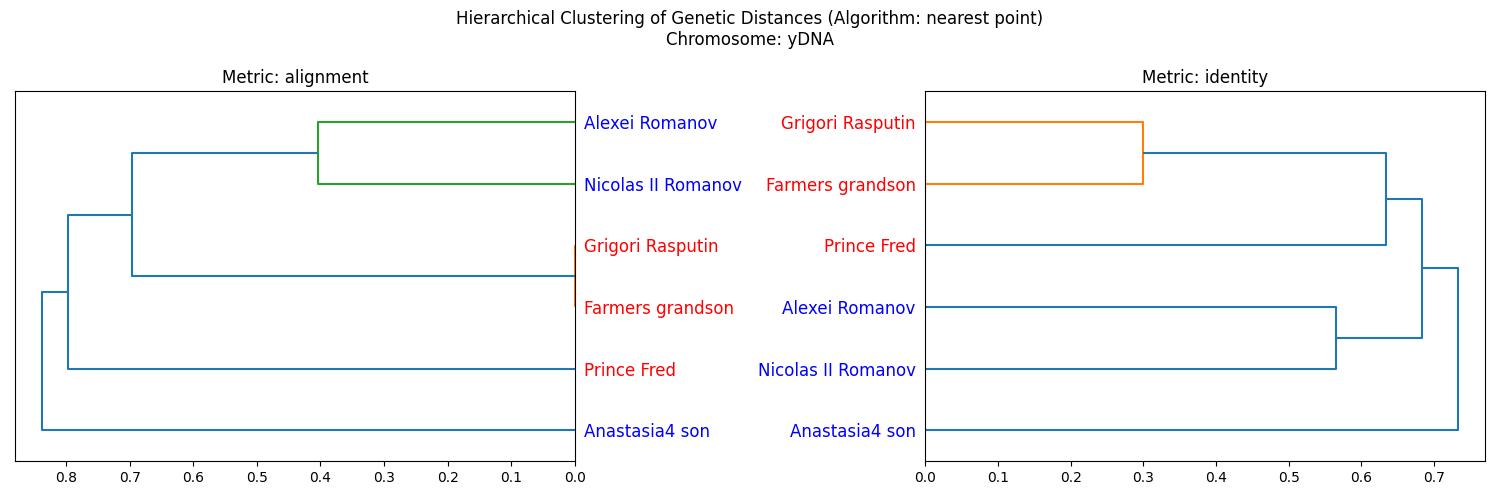 Hierarchical Clustering of Genetic Distances (Algorithm: nearest point)
Chromosome: yDNA
Metric: alignment
Alexei Romanov
Nicolas II Romanov
Grigori Rasputin
Farmers grandson
Prince Fred
Anastasia4 son
0.8 0.7 0.6 0.5 0.4 0.3 0.2 0.1 0.0
Metric: identity
Grigori Rasputin
Farmers grandson
Prince Fred
Alexei Romanov
Nicolas II Romanov
Anastasia4 son
0.0 0.1 0.2 0.3 0.4 0.5 0.6 0.7